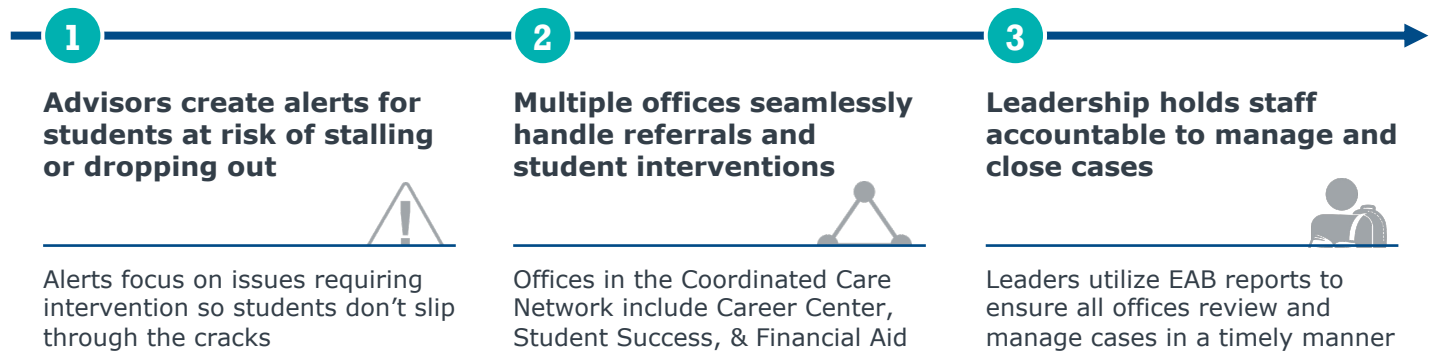 1
Advisors create alerts for
students at risk of stalling
or dropping out
Alerts focus on issues requiring
intervention so students don't slip
through the cracks
2
Multiple offices seamlessly
handle referrals and
student interventions
Offices in the Coordinated Care
Network include Career Center,
Student Success, & Financial Aid
3
Leadership holds staff
accountable to manage and
close cases
Leaders utilize EAB reports to
ensure all offices review and
manage cases in a timely manner